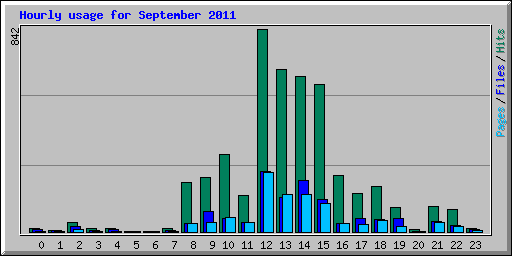 Hourly usage for September 2011
842
Pages/Files/Hits
0 1 2 3 4 5 6 7 8 9 10 11 12 13 14 15 16 17 18 19 20 21 22 23